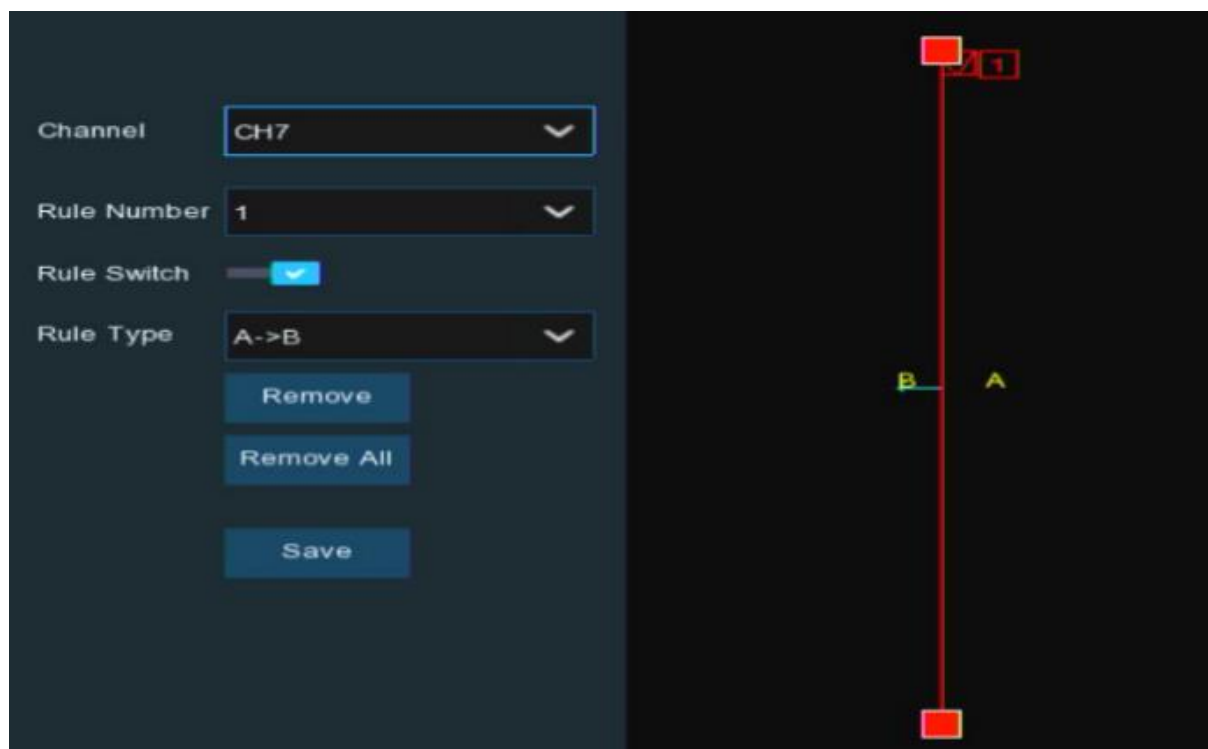 Channel CH7
Rule Number 1
Rule Switch
Rule Type A->B
Remove
Remove All
Save
1
B A